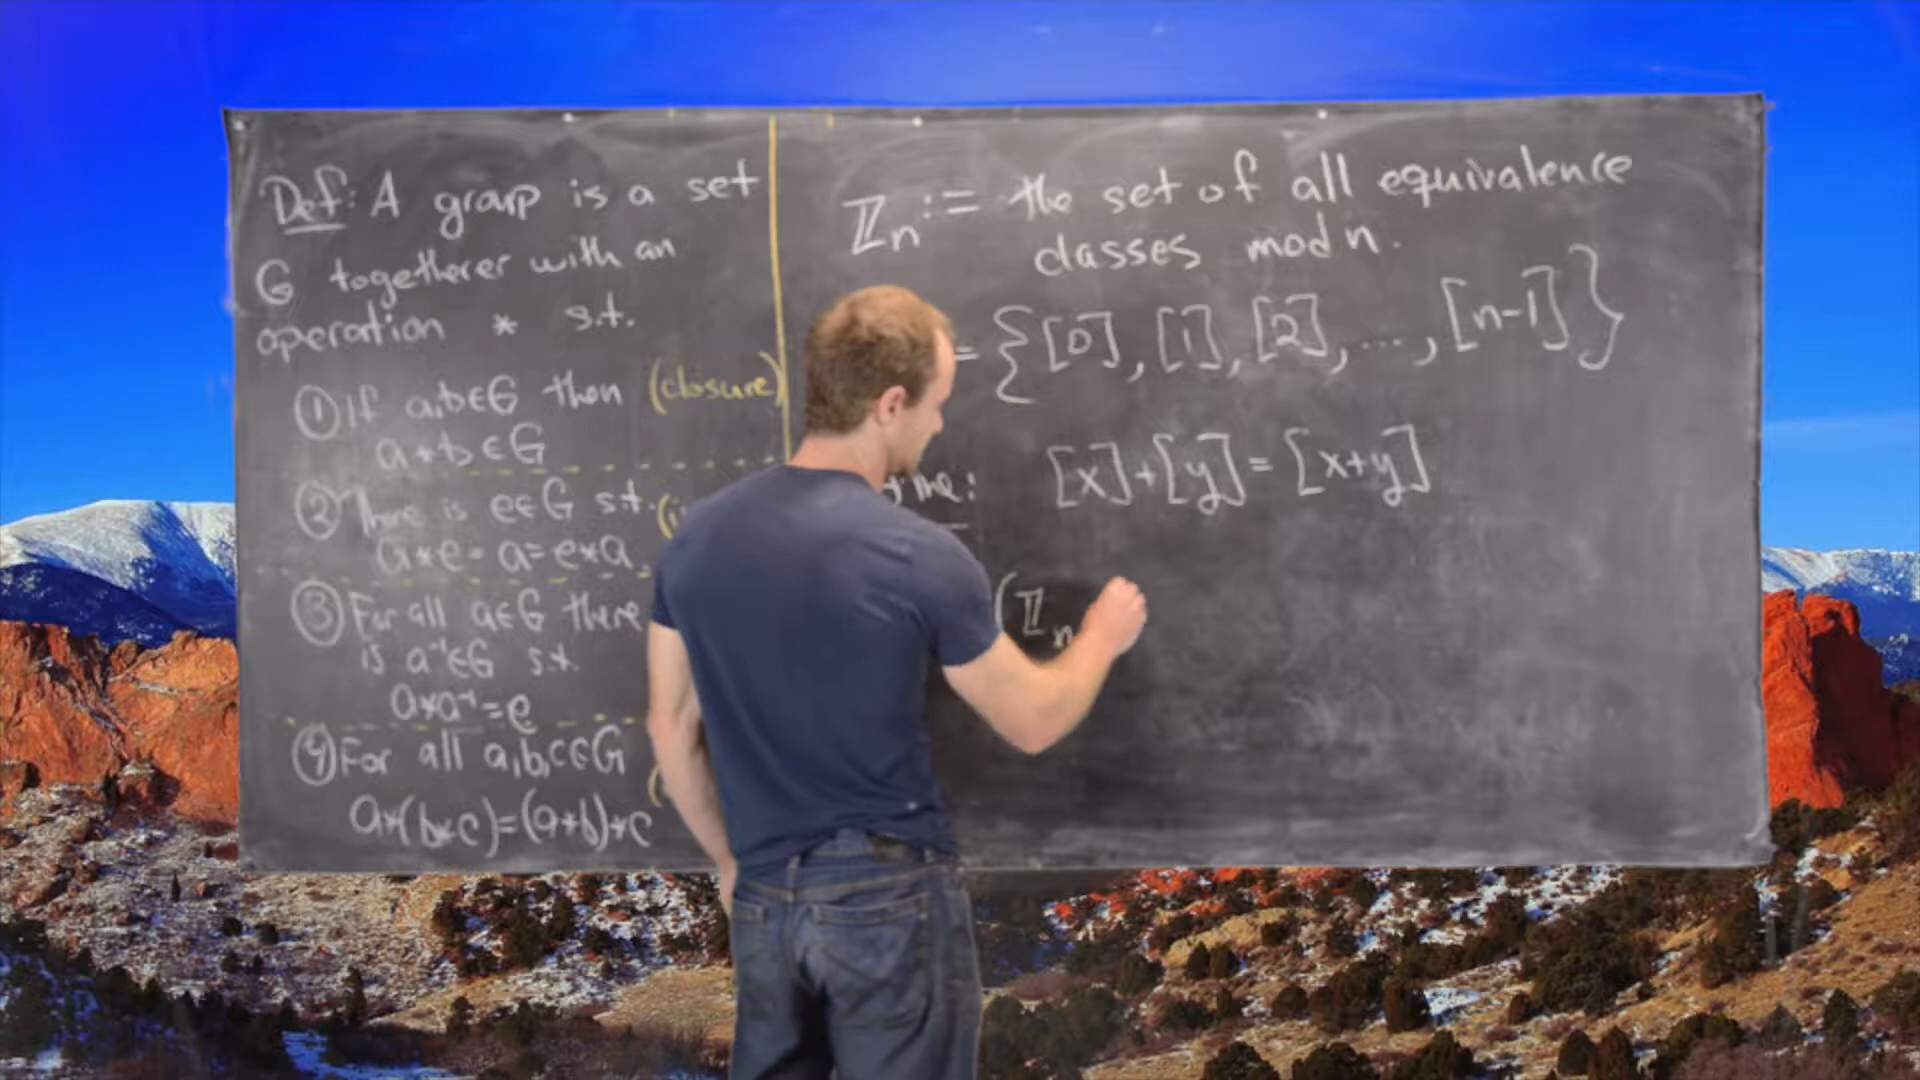 Def: A group is a set
G togetherer with an
operation * s.t.
① If a,b∈G then (closure)
a*b∈G
② There is e∈G s.t.
a*e=a=e*a
③ For all a∈G there
is a⁻¹∈G s.t.
a*a⁻¹=e
④ For all a,b,c∈G
a*(b*c)=(a*b)*c
ℤn := the set of all equivalence
classes mod n.
= {[0], [1], [2], ..., [n-1]}
[x]+[y]=[x+y]
(ℤn